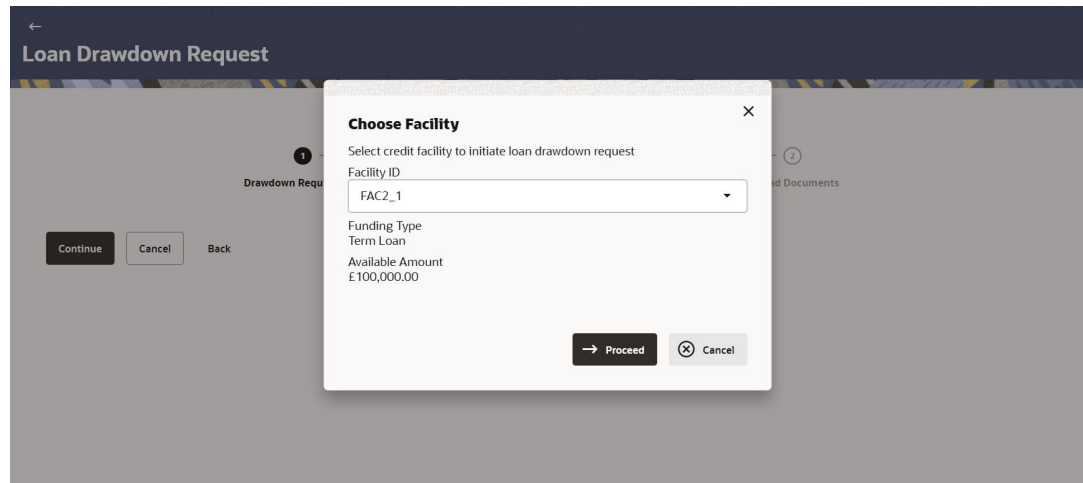 Loan Drawdown Request
Choose Facility
Select credit facility to initiate loan drawdown request
Facility ID
FAC2_1
Funding Type
Term Loan
Available Amount
£100,000.00
Proceed
Cancel
1
2
Drawdown
Documents
Continue
Cancel
Back